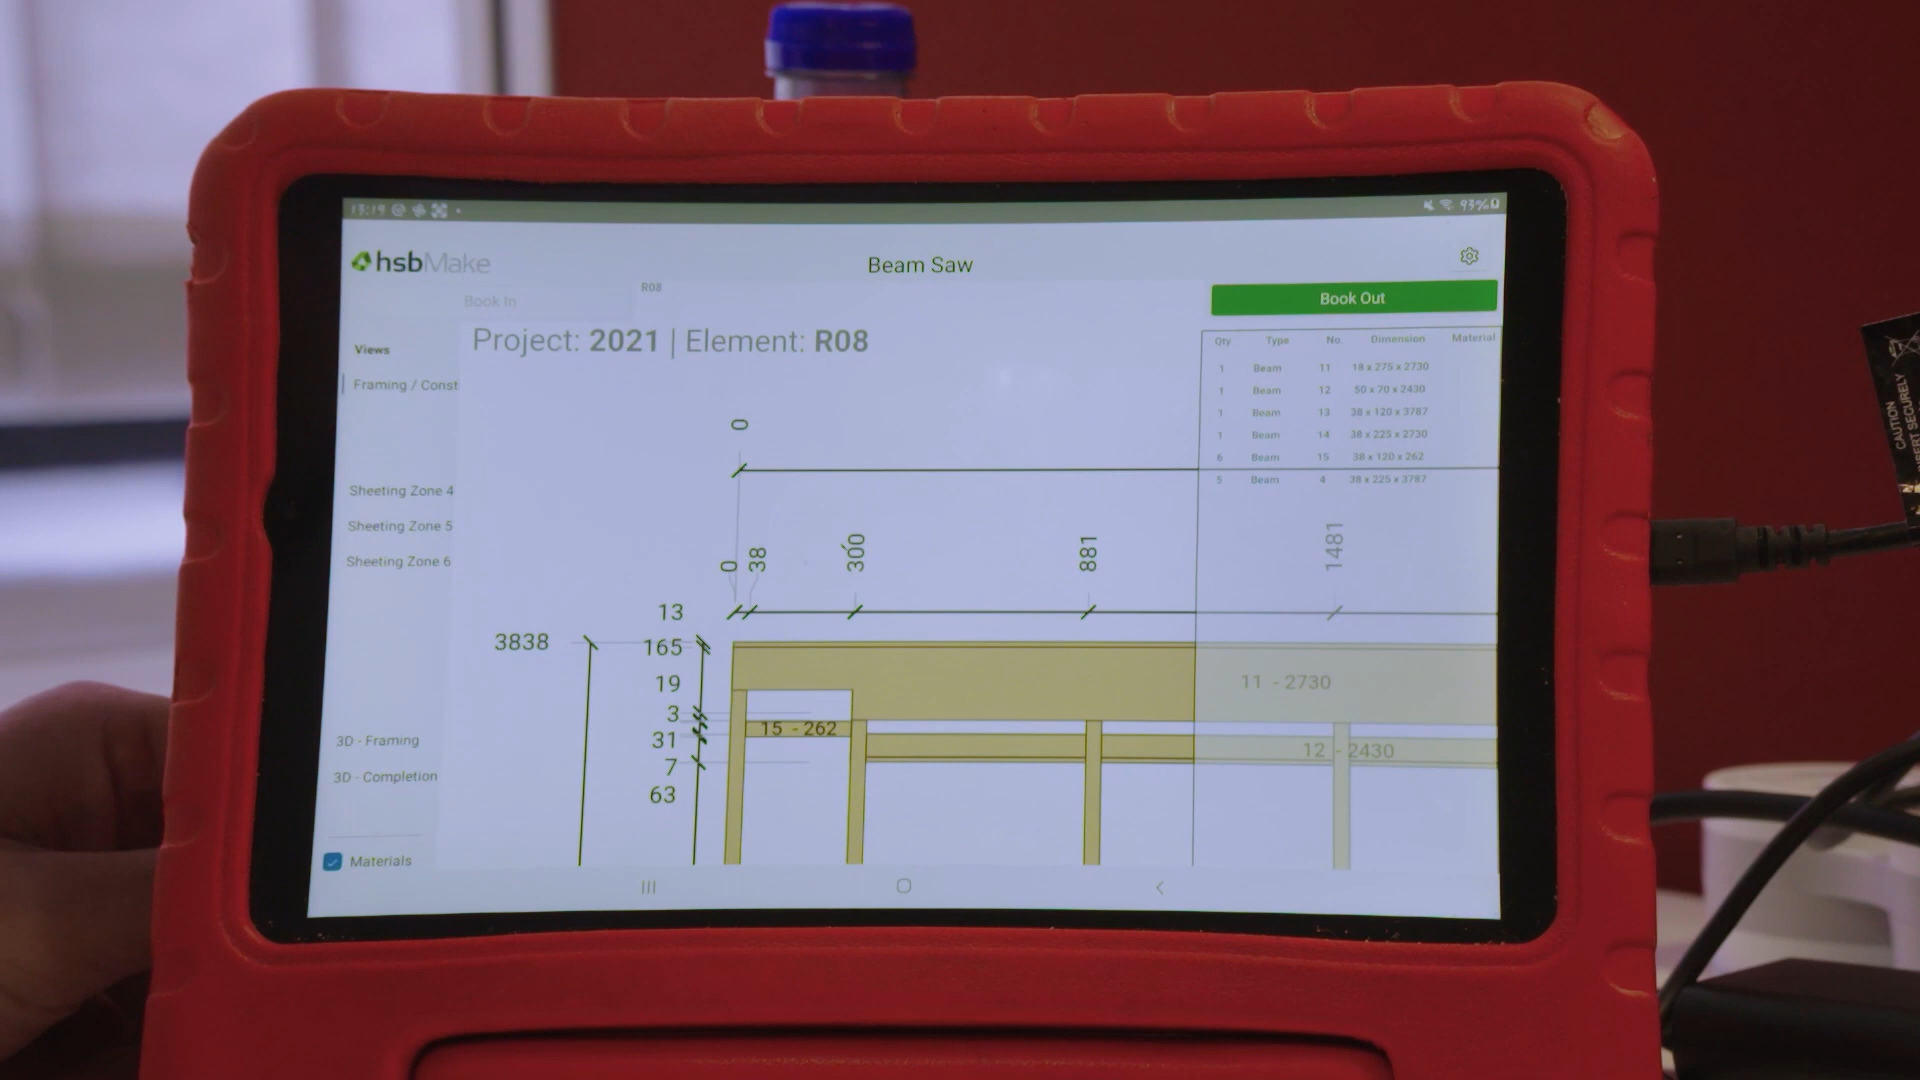 13:19
93%
hsbMake
Beam Saw
Book In
R08
Book Out
Project: 2021 | Element: R08
Views
Framing / Const
Sheeting Zone 4
Sheeting Zone 5
Sheeting Zone 6
3D - Framing
3D - Completion
Materials
Qty Type No. Dimension Material
1 Beam 11 18 x 275 x 2730
1 Beam 12 50 x 70 x 2430
1 Beam 13 38 x 120 x 3787
1 Beam 14 38 x 225 x 2730
6 Beam 15 38 x 120 x 262
5 Beam 4 38 x 225 x 3787
0
0
38
300
881
1481
13
3838
165
19
3
31
7
63
11 - 2730
15 - 262
12 - 2430
CAUTION
SECURELY